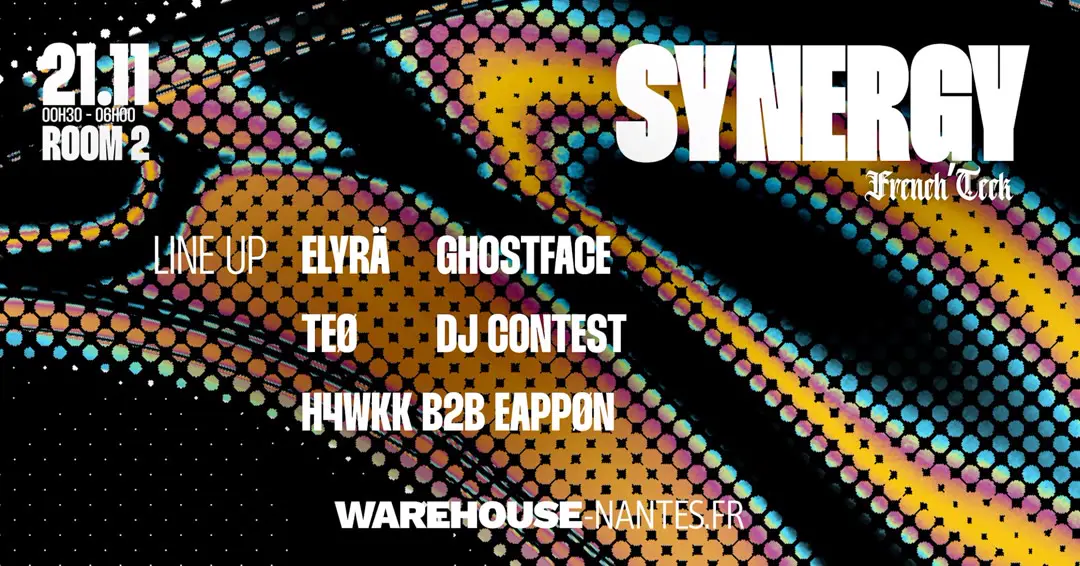 21.11
00H30 - 06H00
ROOM 2
SYNERGY
French'Teck
LINE UP
ELYRÄ GHOSTFACE
TEØ DJ CONTEST
H4WKK B2B EAPPØN
WAREHOUSE-NANTES.FR